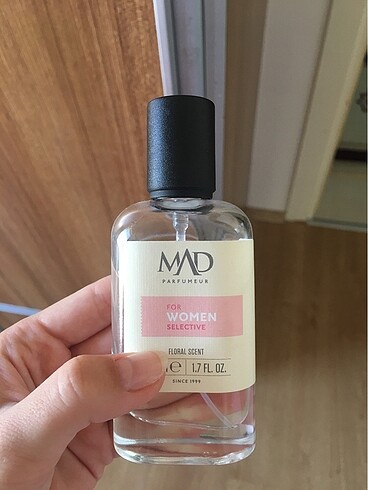 MAD
PARFUMEUR
FOR
WOMEN
SELECTIVE
FLORAL SCENT
e 1.7 FL. OZ.
SINCE 1999